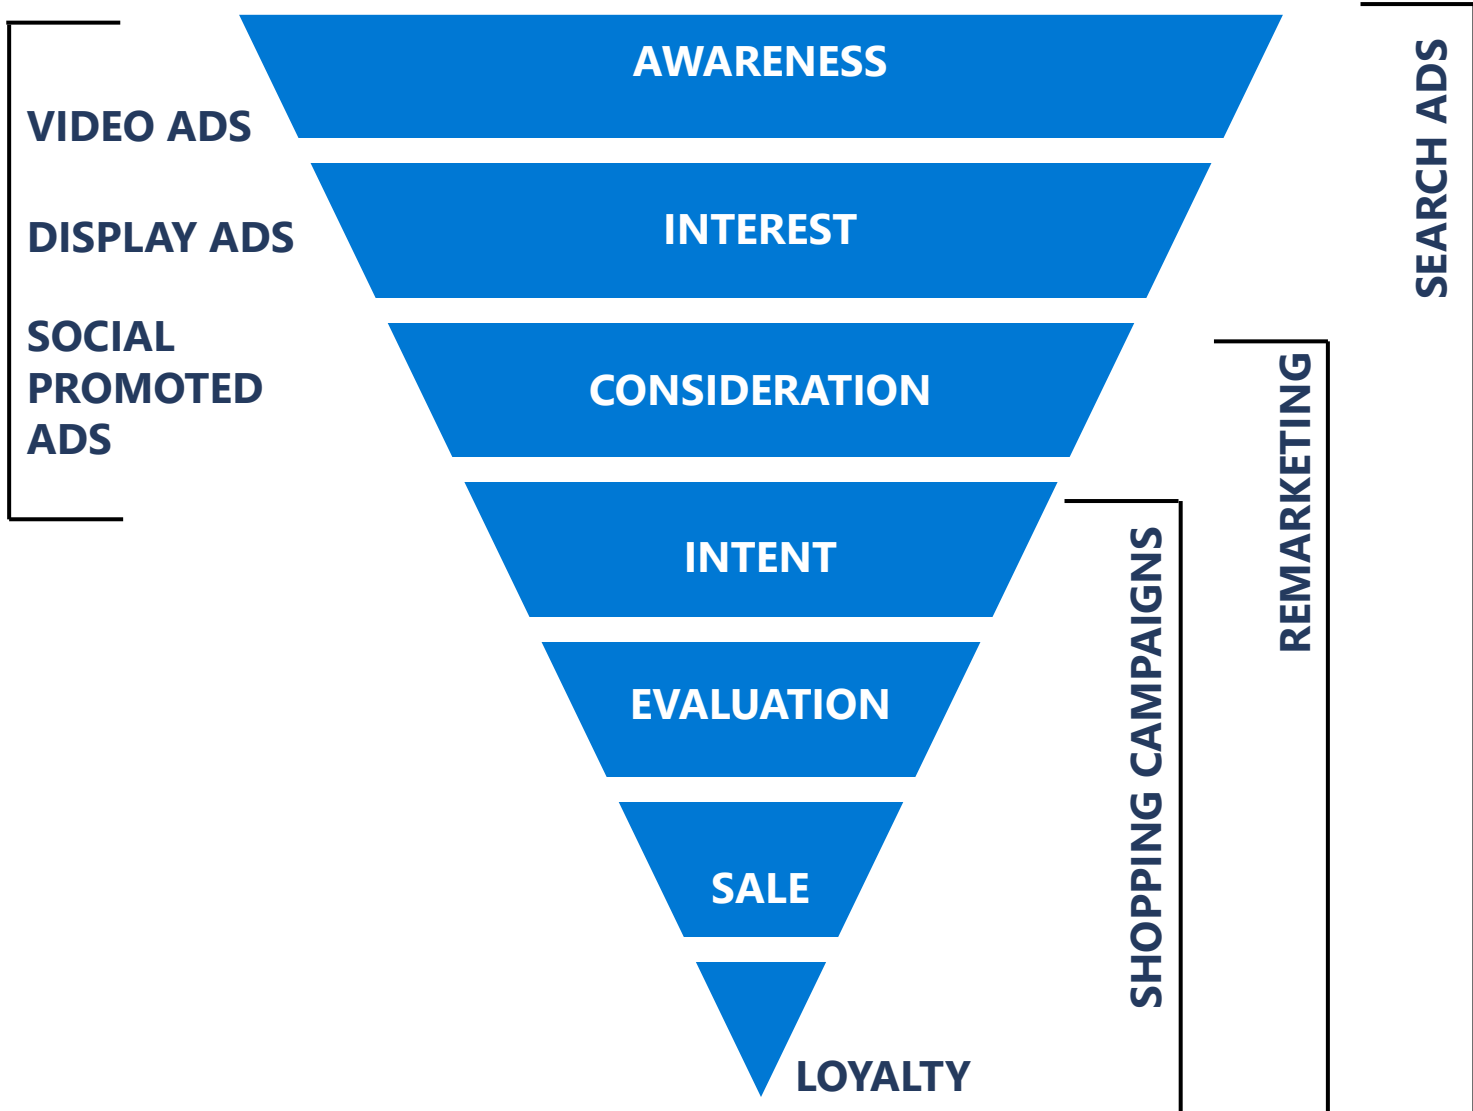 AWARENESS
VIDEO ADS
INTEREST
DISPLAY ADS
SOCIAL
PROMOTED
ADS
CONSIDERATION
INTENT
EVALUATION
SALE
LOYALTY
SHOPPING CAMPAIGNS
REMARKETING
SEARCH ADS